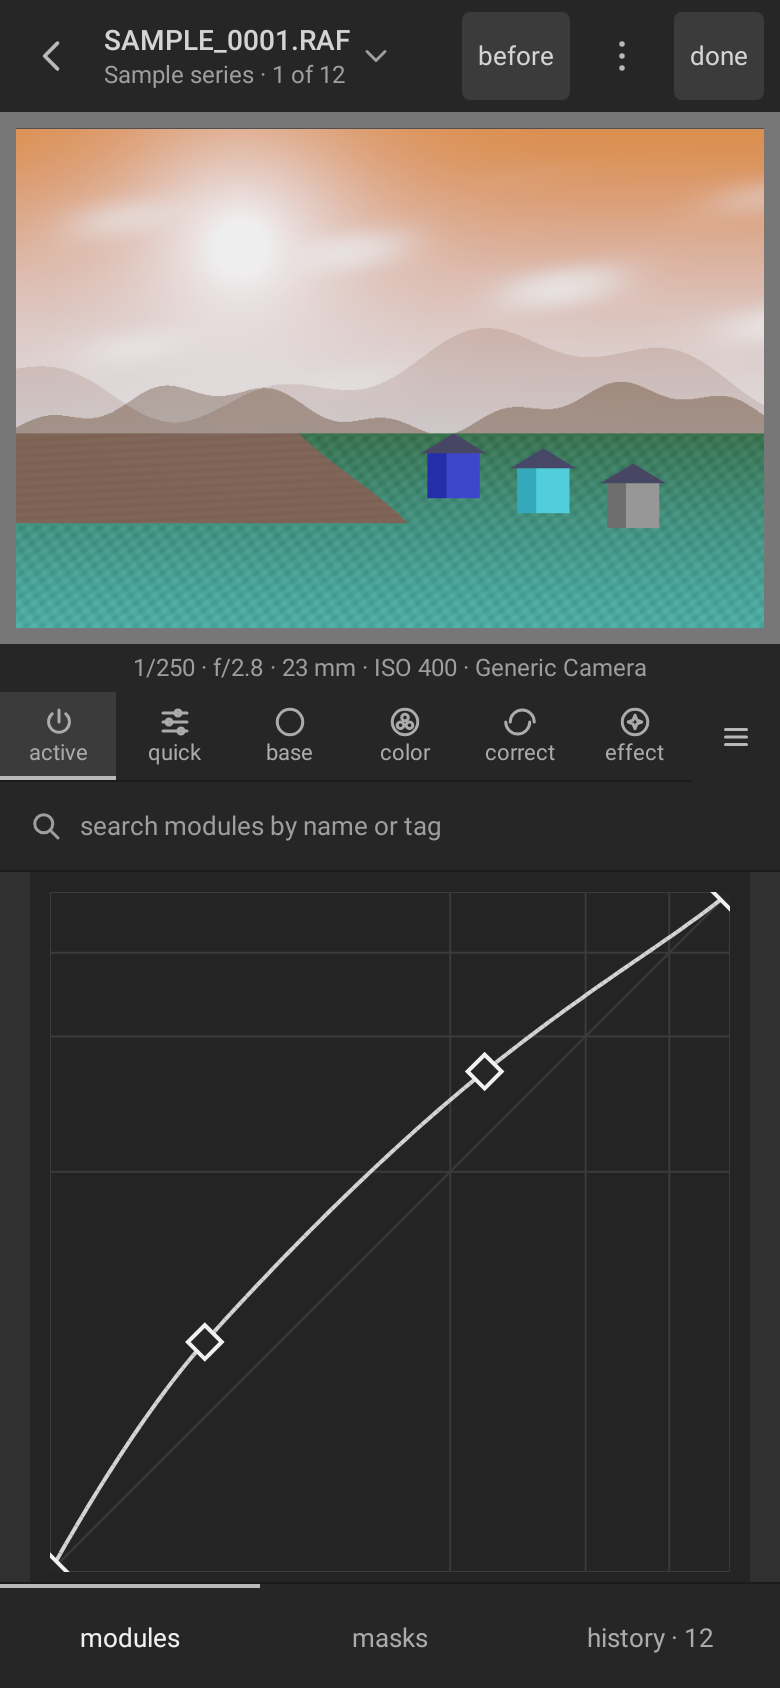 SAMPLE_0001.RAF
Sample series · 1 of 12
before
done
1/250 · f/2.8 · 23 mm · ISO 400 · Generic Camera
active
quick
base
color
correct
effect
search modules by name or tag
modules
masks
history · 12